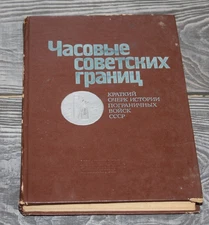 Часовые
советских
границ
КРАТКИЙ
ОЧЕРК ИСТОРИИ
ПОГРАНИЧНЫХ
ВОЙСК
СССР